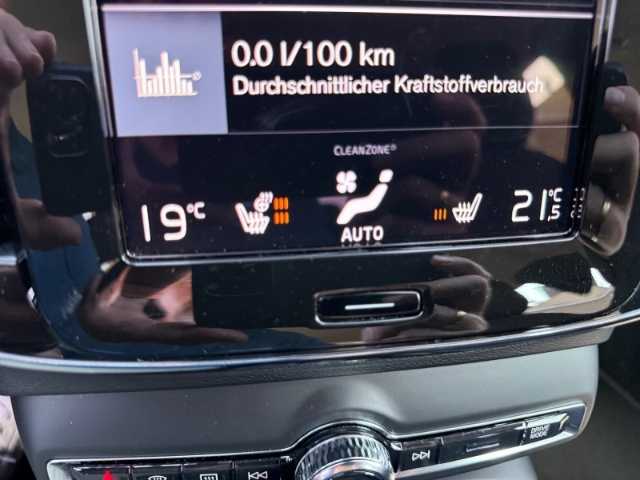 0.0 l/100 km
Durchschnittlicher Kraftstoffverbrauch
CLEANZONE®
19°C
21,5°C
AUTO
DRIVE
MODE